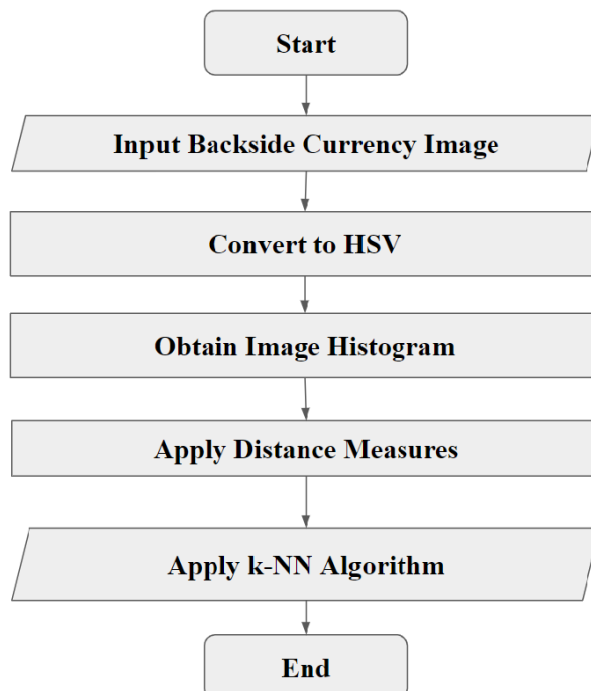 Start
Input Backside Currency Image
Convert to HSV
Obtain Image Histogram
Apply Distance Measures
Apply k-NN Algorithm
End